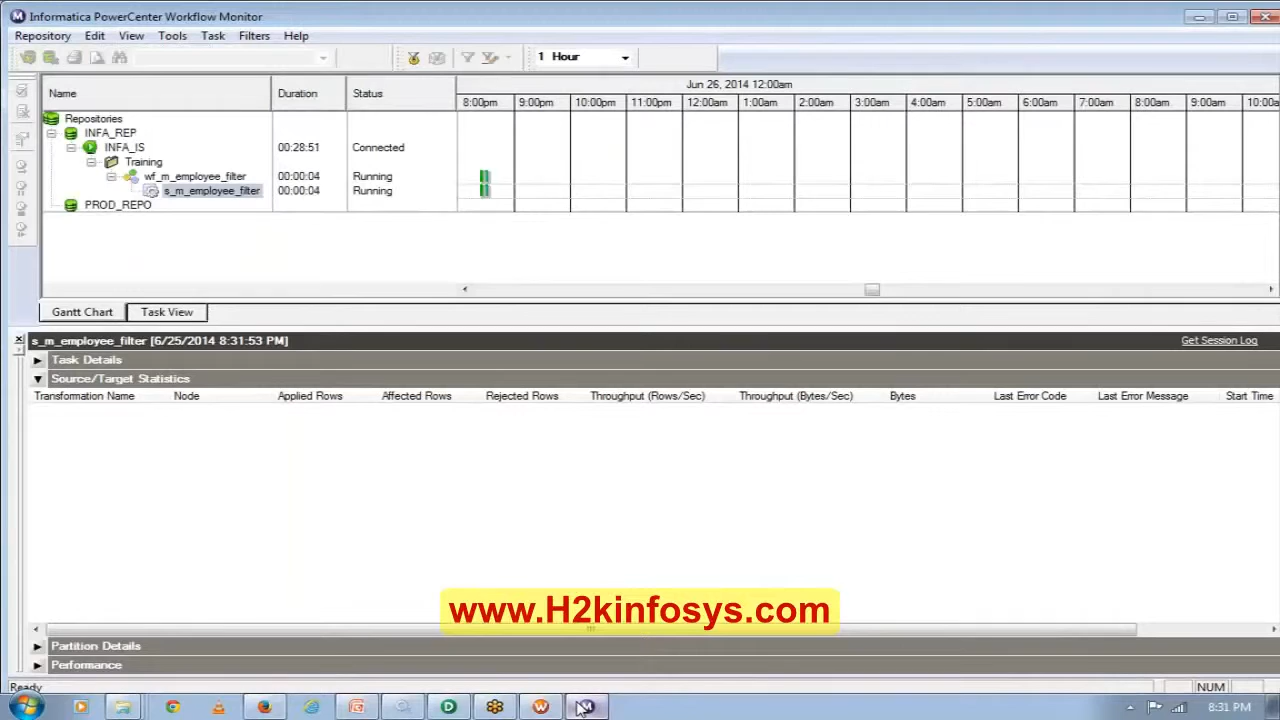 Informatica PowerCenter Workflow Monitor
Repository Edit View Tools Task Filters Help
1 Hour
Name Duration Status Jun 26, 2014 12:00am
8:00pm 9:00pm 10:00pm 11:00pm 12:00am 1:00am 2:00am 3:00am 4:00am 5:00am 6:00am 7:00am 8:00am 9:00am 10:00a
Repositories
INFA_REP
INFA_IS 00:28:51 Connected
Training
wf_m_employee_filter 00:00:04 Running
s_m_employee_filter 00:00:04 Running
PROD_REPO
Gantt Chart Task View
s_m_employee_filter [6/25/2014 8:31:53 PM] Get Session Log
Task Details
Source/Target Statistics
Transformation Name Node Applied Rows Affected Rows Rejected Rows Throughput (Rows/Sec) Throughput (Bytes/Sec) Bytes Last Error Code Last Error Message Start Time
www.H2kinfosys.com
Partition Details
Performance
Ready NUM
8:31 PM